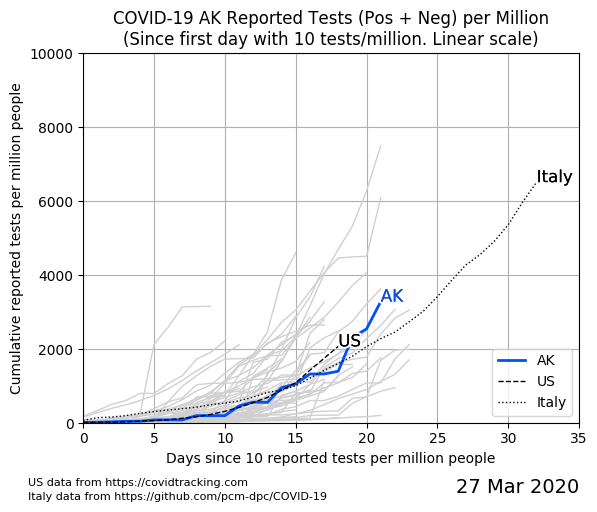 COVID-19 AK Reported Tests (Pos + Neg) per Million
(Since first day with 10 tests/million. Linear scale)
Cumulative reported tests per million people
10000
8000
6000
4000
2000
0
Italy
AK
US
AK
US
Italy
0 5 10 15 20 25 30 35
Days since 10 reported tests per million people
US data from https://covidtracking.com
Italy data from https://github.com/pcm-dpc/COVID-19
27 Mar 2020